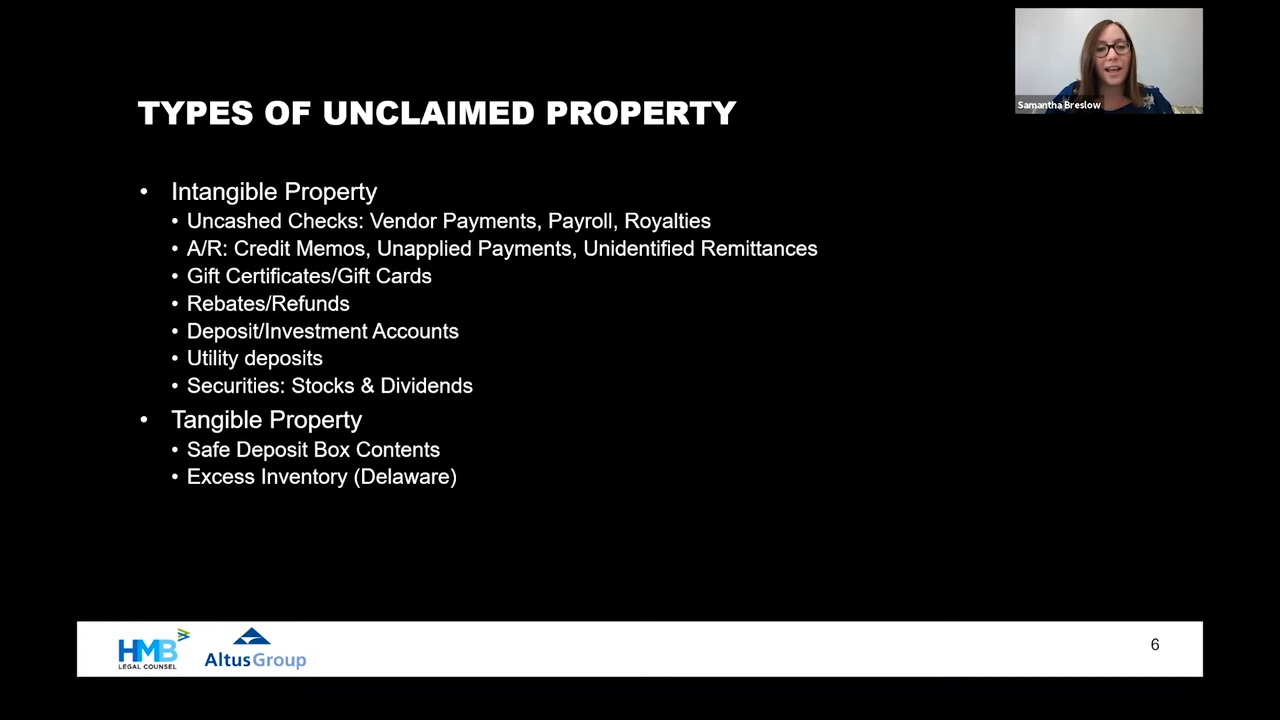 Samantha Breslow
TYPES OF UNCLAIMED PROPERTY
• Intangible Property
• Uncashed Checks: Vendor Payments, Payroll, Royalties
• A/R: Credit Memos, Unapplied Payments, Unidentified Remittances
• Gift Certificates/Gift Cards
• Rebates/Refunds
• Deposit/Investment Accounts
• Utility deposits
• Securities: Stocks & Dividends
• Tangible Property
• Safe Deposit Box Contents
• Excess Inventory (Delaware)
HMB
LEGAL COUNSEL
AltusGroup
6